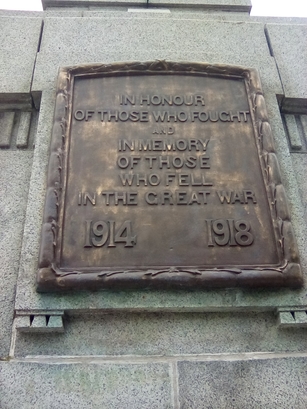 IN HONOUR
OF THOSE WHO FOUGHT
AND
IN MEMORY
OF THOSE
WHO FELL
IN THE GREAT WAR
1914 1918